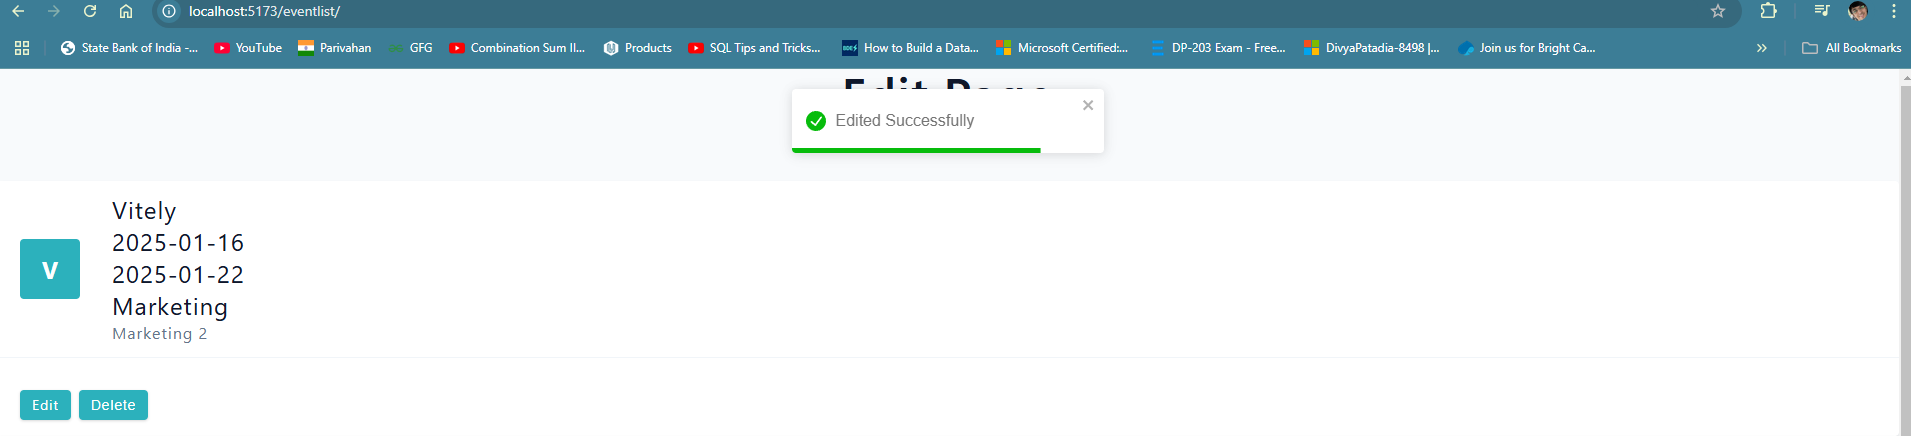 localhost:5173/eventlist/
State Bank of India -... YouTube Parivahan GFG Combination Sum II... Products SQL Tips and Tricks... How to Build a Data... Microsoft Certified:... DP-203 Exam - Free... DivyaPatadia-8498 |... Join us for Bright Ca... » All Bookmarks
Edit Page
Edited Successfully
V
Vitely
2025-01-16
2025-01-22
Marketing
Marketing 2
Edit Delete